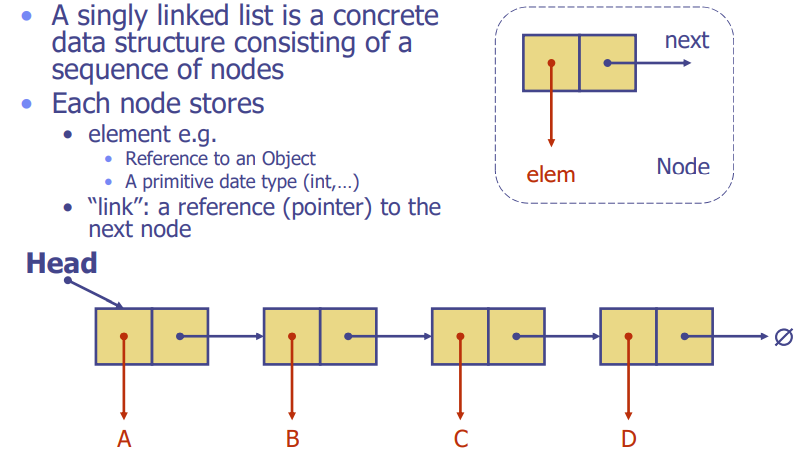 • A singly linked list is a concrete
data structure consisting of a
sequence of nodes
• Each node stores
• element e.g.
• Reference to an Object
• A primitive date type (int,…)
• “link”: a reference (pointer) to the
next node
next
elem
Node
Head
∅
A
B
C
D